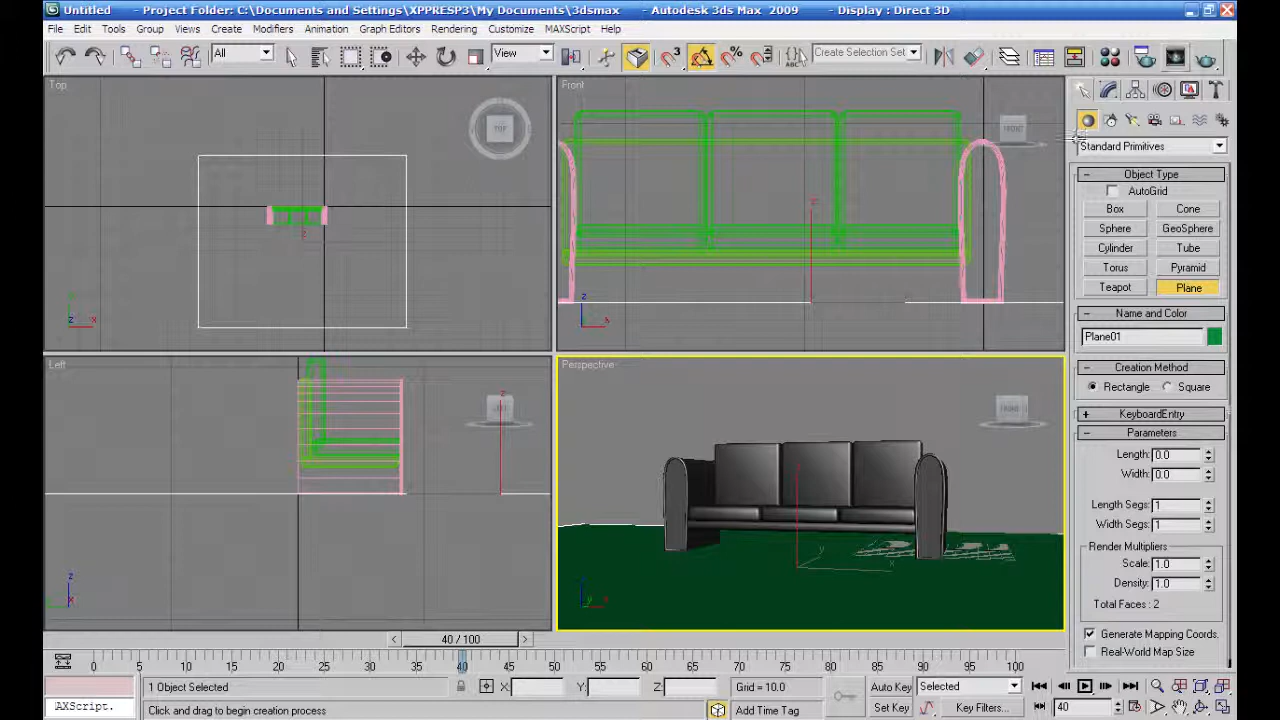 Untitled - Project Folder: C:\Documents and Settings\XPPRESP3\My Documents\3dsmax - Autodesk 3ds Max 2009 - Display : Direct 3D
File Edit Tools Group Views Create Modifiers Animation Graph Editors Rendering Customize MAXScript Help
All View 3 Create Selection Set
Top
TOP
Front
FRONT
Standard Primitives
Object Type
AutoGrid
Box Cone
Sphere GeoSphere
Cylinder Tube
Torus Pyramid
Teapot Plane
Name and Color
Plane01
Creation Method
Rectangle Square
KeyboardEntry
Parameters
Length: 0.0
Width: 0.0
Length Segs: 1
Width Segs: 1
Render Multipliers
Scale: 1.0
Density: 1.0
Total Faces : 2
Generate Mapping Coords.
Real-World Map Size
Left
Perspective
FRONT
40 / 100
0 5 10 15 20 25 30 35 40 45 50 55 60 65 70 75 80 85 90 95 100
1 Object Selected X: Y: Z: Grid = 10.0 Auto Key Selected
AXScript. Click and drag to begin creation process Add Time Tag Set Key Key Filters... 40